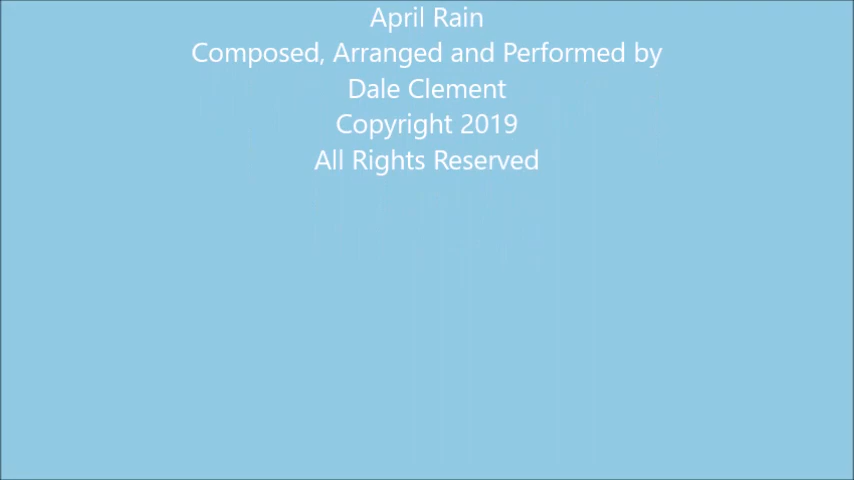 April Rain
Composed, Arranged and Performed by
Dale Clement
Copyright 2019
All Rights Reserved